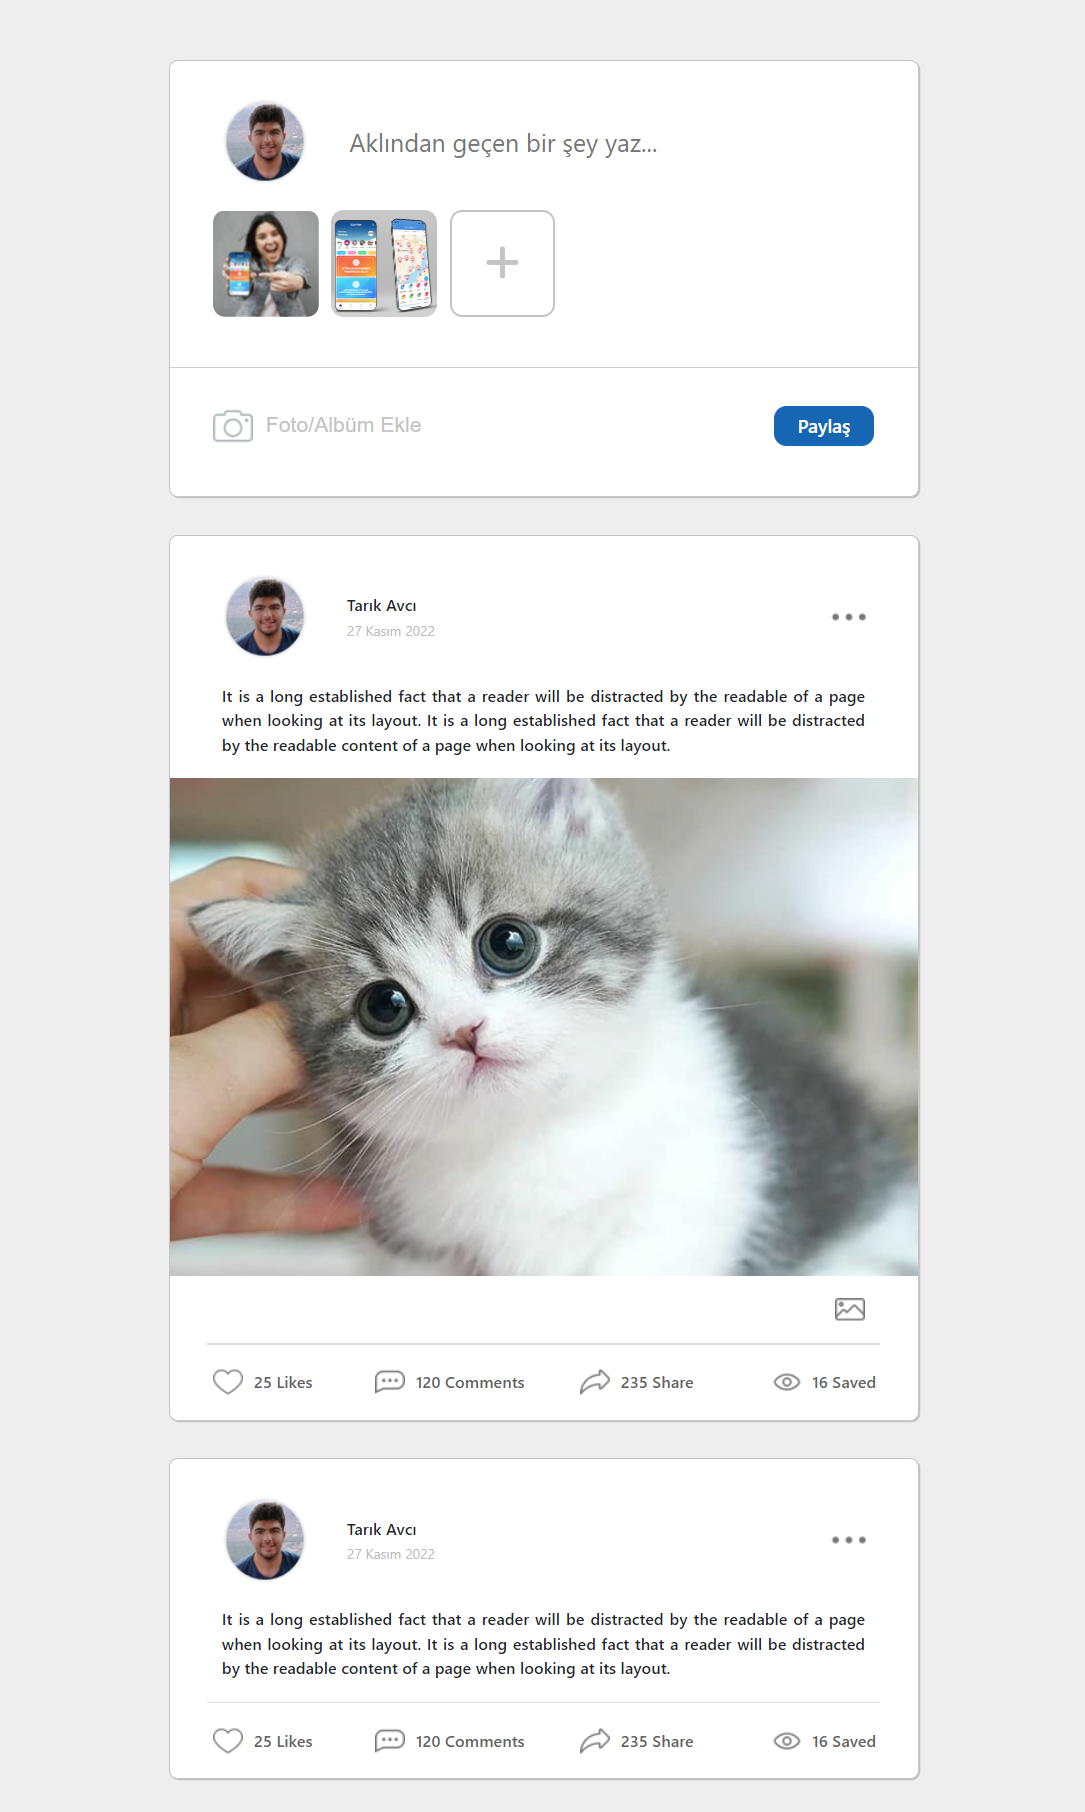 Aklından geçen bir şey yaz...
Foto/Albüm Ekle
Paylaş
Tarık Avcı
27 Kasım 2022
It is a long established fact that a reader will be distracted by the readable of a page
when looking at its layout. It is a long established fact that a reader will be distracted
by the readable content of a page when looking at its layout.
25 Likes
120 Comments
235 Share
16 Saved
Tarık Avcı
27 Kasım 2022
It is a long established fact that a reader will be distracted by the readable of a page
when looking at its layout. It is a long established fact that a reader will be distracted
by the readable content of a page when looking at its layout.
25 Likes
120 Comments
235 Share
16 Saved